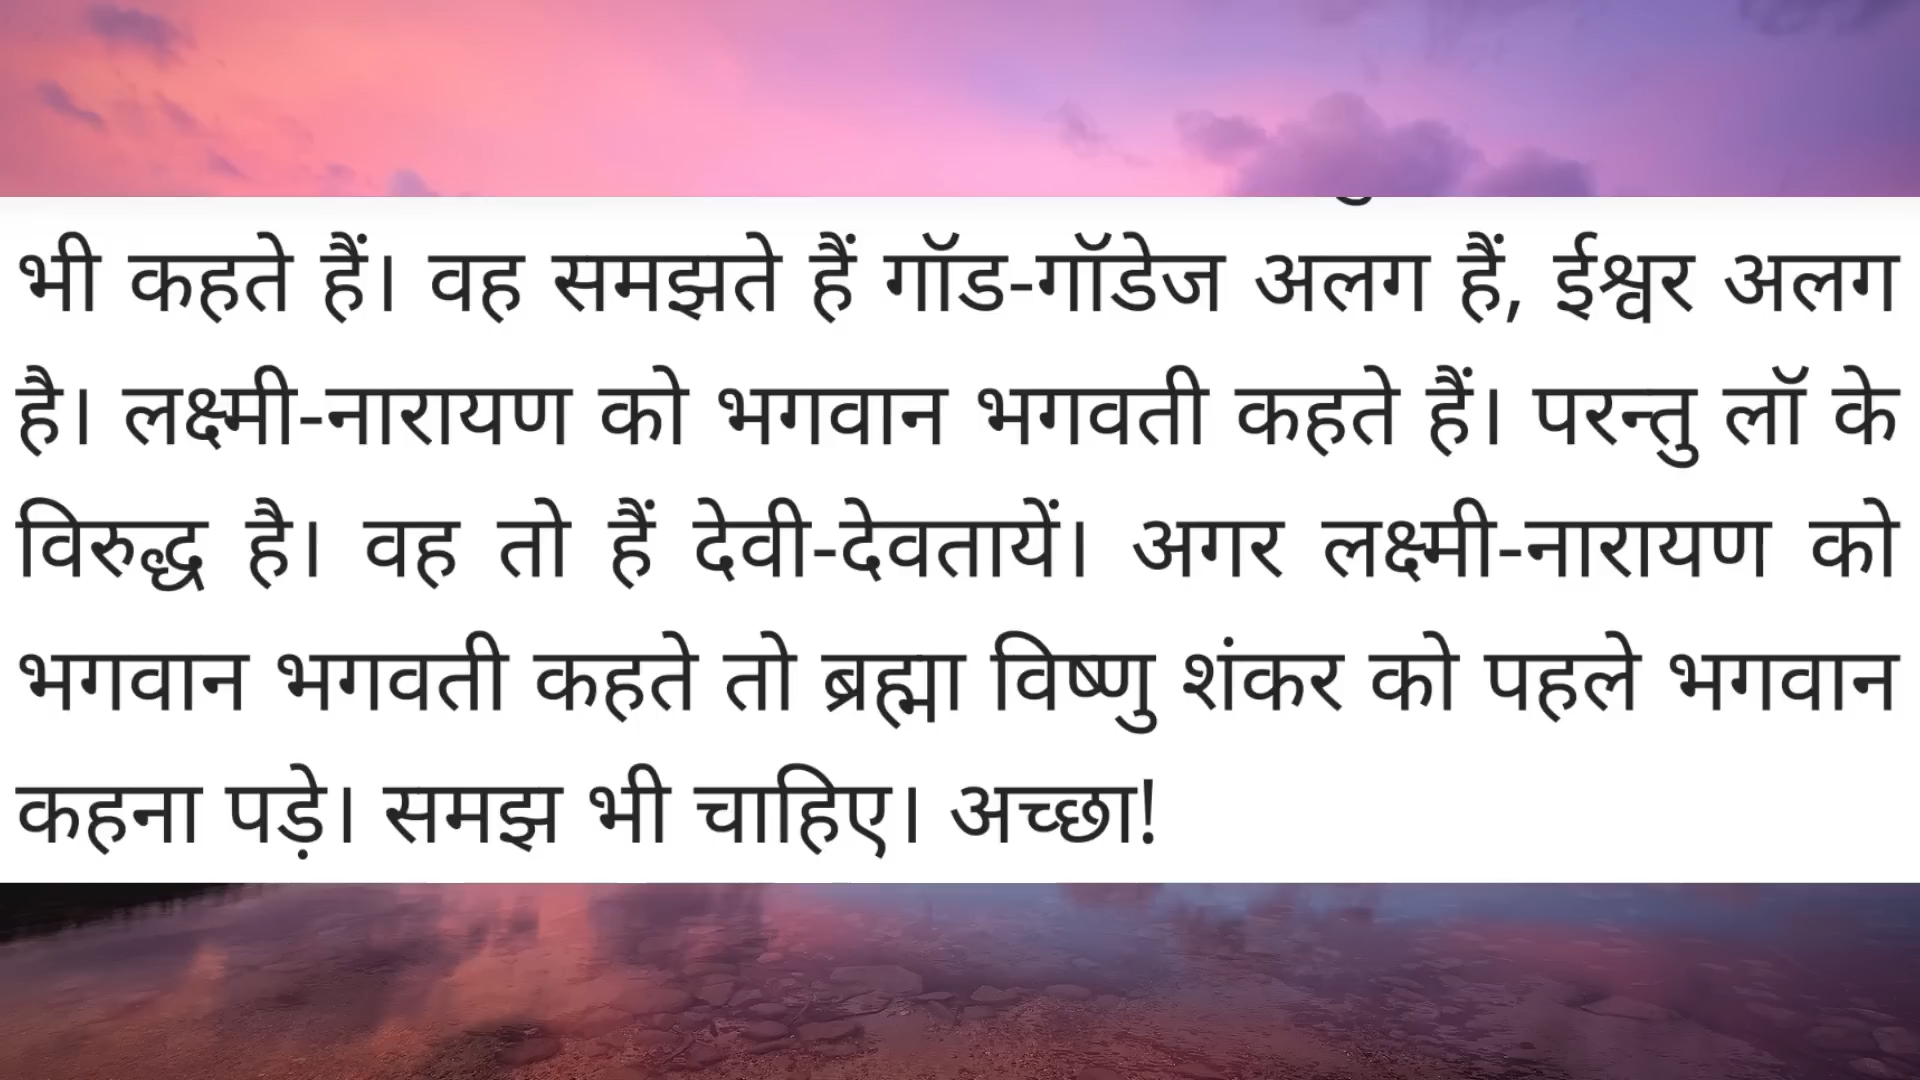 भी कहते हैं। वह समझते हैं गॉड-गॉडेज अलग हैं, ईश्वर अलग
है। लक्ष्मी-नारायण को भगवान भगवती कहते हैं। परन्तु लॉ के
विरुद्ध है। वह तो हैं देवी-देवतायें। अगर लक्ष्मी-नारायण को
भगवान भगवती कहते तो ब्रह्मा विष्णु शंकर को पहले भगवान
कहना पड़े। समझ भी चाहिए। अच्छा!